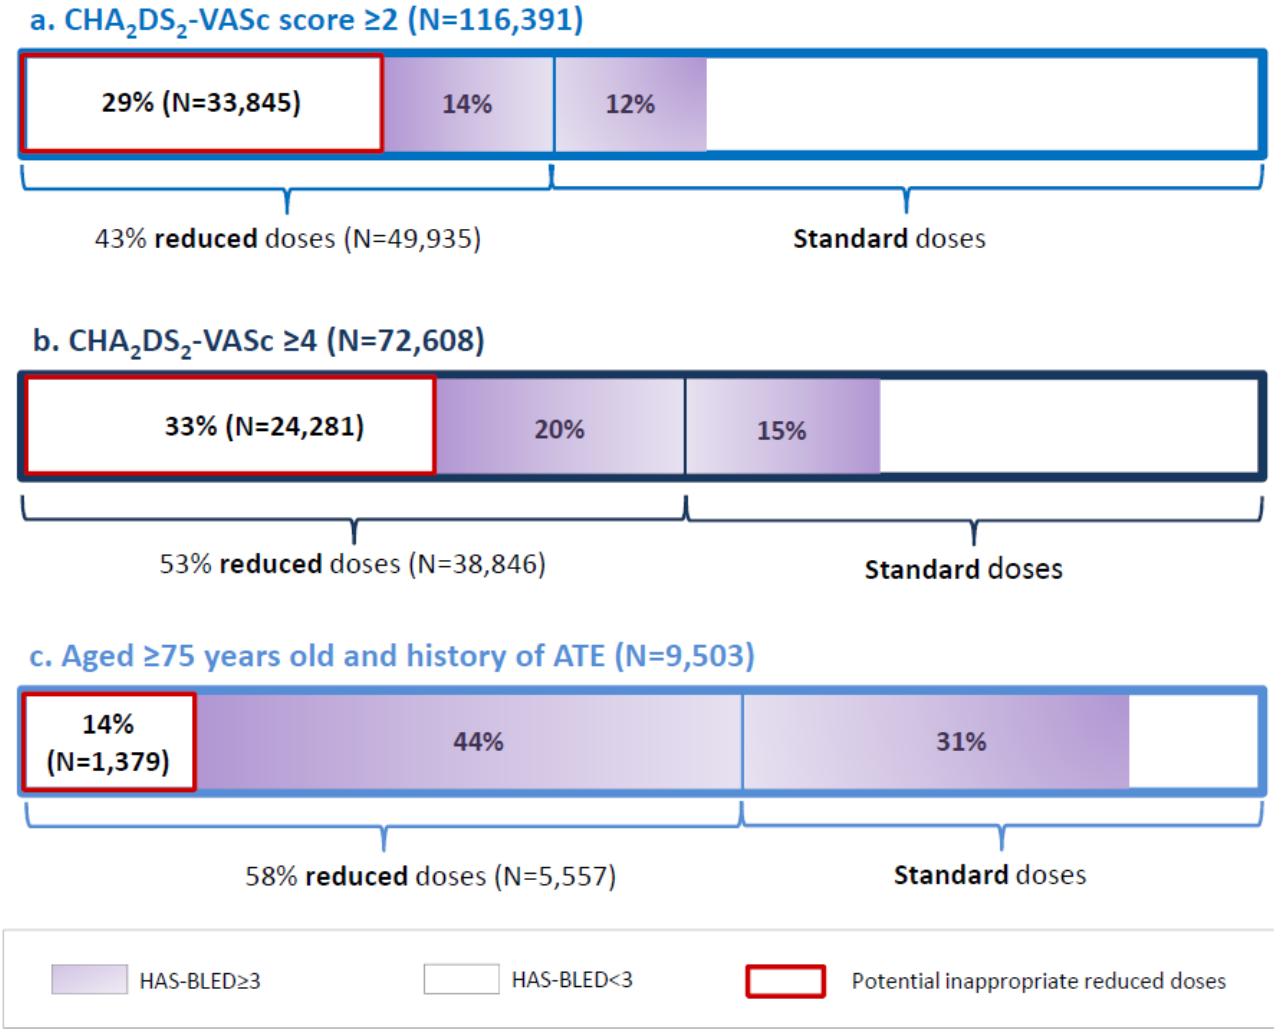 a. CHA₂DS₂-VASc score ≥2 (N=116,391)
29% (N=33,845)
14%
12%
43% reduced doses (N=49,935)
Standard doses
b. CHA₂DS₂-VASc ≥4 (N=72,608)
33% (N=24,281)
20%
15%
53% reduced doses (N=38,846)
Standard doses
c. Aged ≥75 years old and history of ATE (N=9,503)
14%
(N=1,379)
44%
31%
58% reduced doses (N=5,557)
Standard doses
HAS-BLED≥3
HAS-BLED<3
Potential inappropriate reduced doses